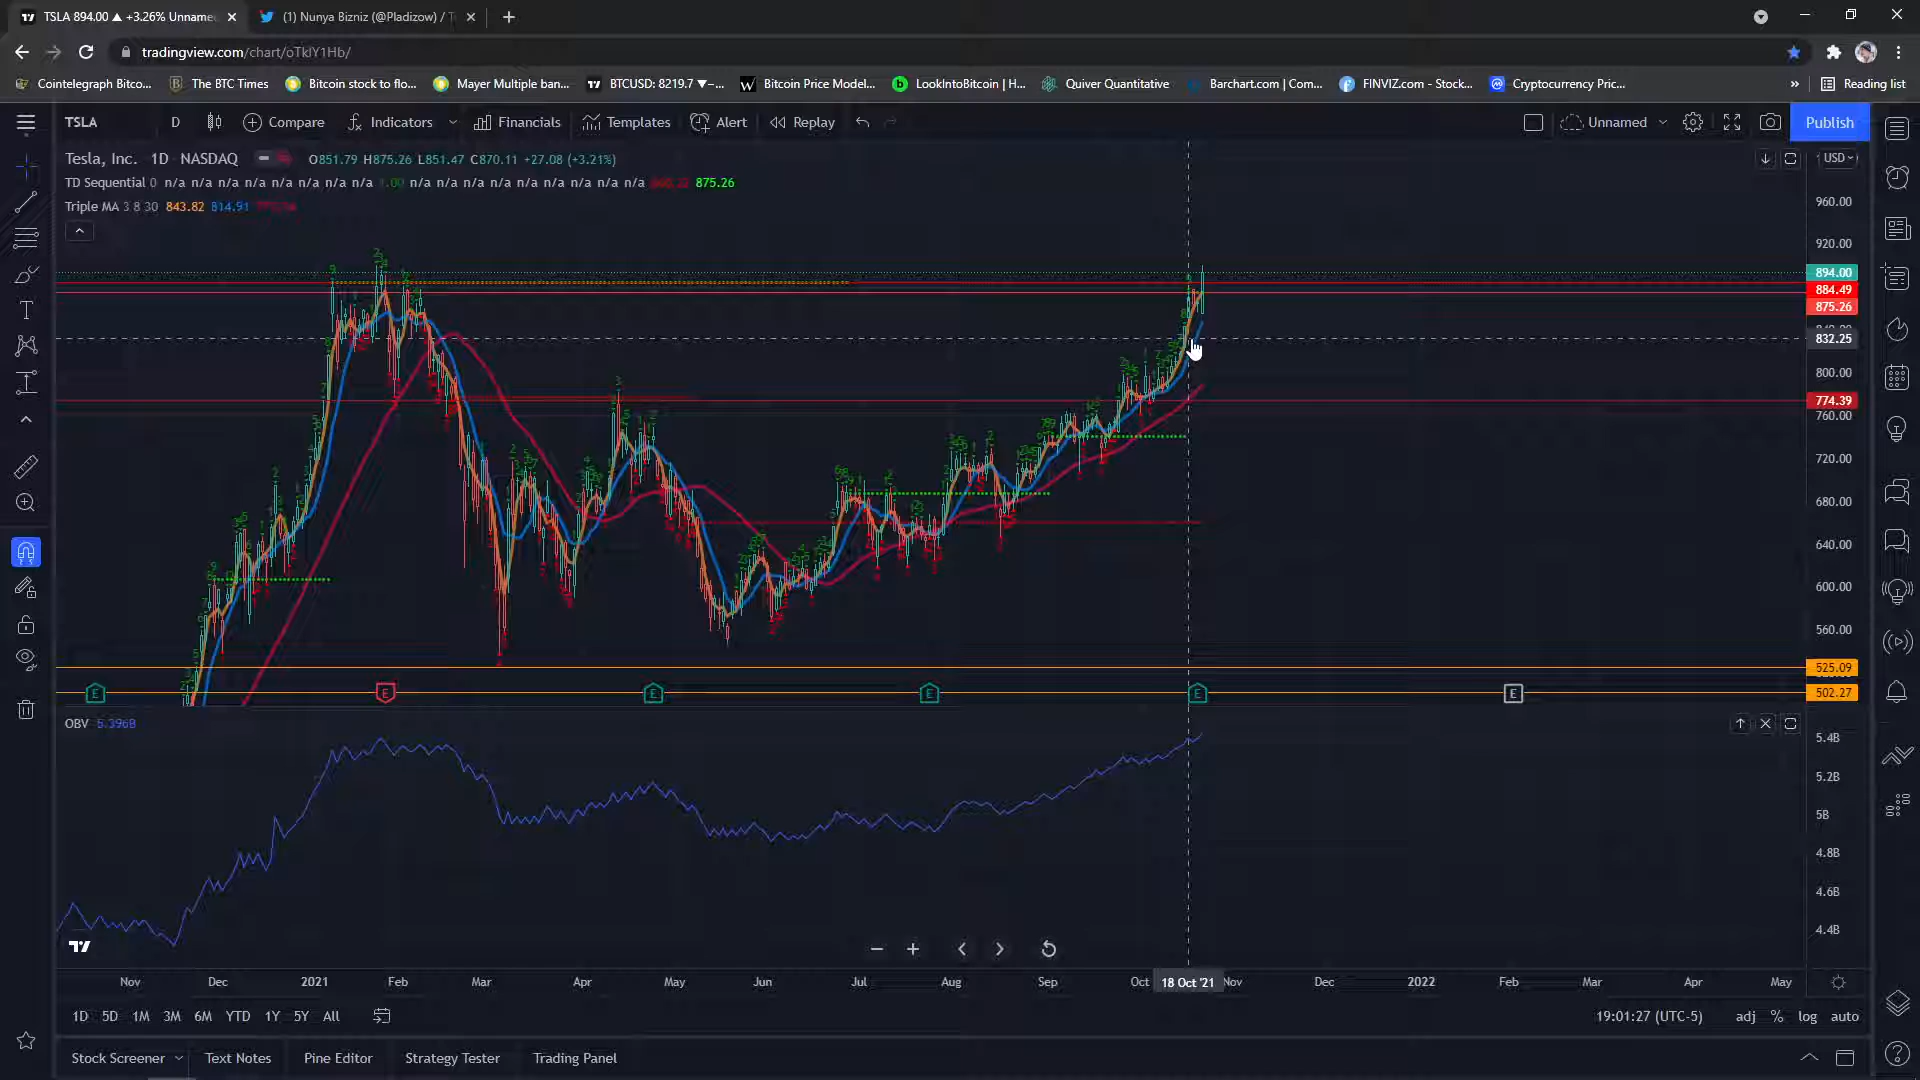 TSLA 894.00 ▲ +3.26% Unname
(1) Nunya Bizniz (@Pladizow) / T
tradingview.com/chart/oTkIY1Hb/
Cointelegraph Bitco...
The BTC Times
Bitcoin stock to flo...
Mayer Multiple ban...
BTCUSD: 8219.7 ▼−...
Bitcoin Price Model...
LookIntoBitcoin | H...
Quiver Quantitative
Barchart.com | Com...
FINVIZ.com - Stock...
Cryptocurrency Pric...
»
Reading list
TSLA
D
Compare
Indicators
Financials
Templates
Alert
Replay
Unnamed
Publish
Tesla, Inc. 1D NASDAQ O851.79 H875.26 L851.47 C870.11 +27.08 (+3.21%)
USD
TD Sequential 0 n/a n/a n/a n/a n/a n/a n/a n/a 1.00 n/a n/a n/a n/a n/a n/a n/a n/a n/a 875.26
Triple MA 3 8 30 843.82 814.91
960.00
920.00
894.00
884.49
875.26
832.25
800.00
774.39
760.00
720.00
680.00
640.00
600.00
560.00
525.09
502.27
E E E E E E
OBV 5.396B
5.4B
5.2B
5B
4.8B
4.6B
4.4B
Nov Dec 2021 Feb Mar Apr May Jun Jul Aug Sep Oct 18 Oct '21 Nov Dec 2022 Feb Mar Apr May
1D 5D 1M 3M 6M YTD 1Y 5Y All
19:01:27 (UTC-5) adj % log auto
Stock Screener Text Notes Pine Editor Strategy Tester Trading Panel